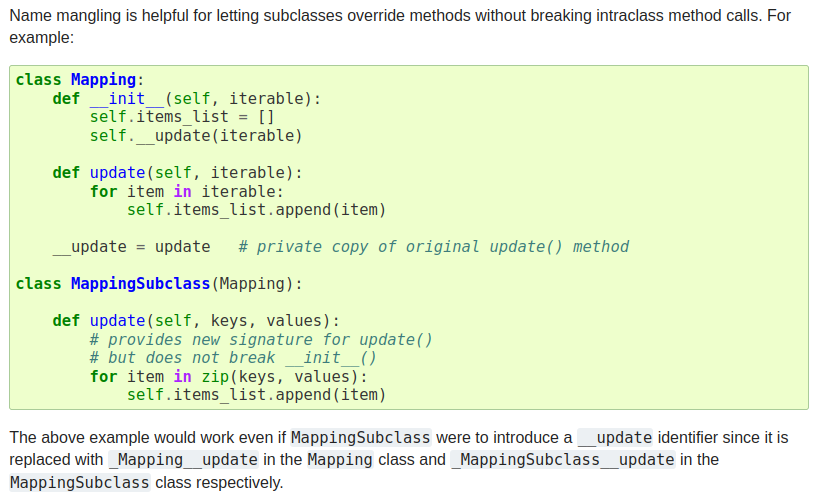 Name mangling is helpful for letting subclasses override methods without breaking intraclass method calls. For
example:
class Mapping:
    def __init__(self, iterable):
        self.items_list = []
        self.__update(iterable)
    def update(self, iterable):
        for item in iterable:
            self.items_list.append(item)
    __update = update   # private copy of original update() method
class MappingSubclass(Mapping):
    def update(self, keys, values):
        # provides new signature for update()
        # but does not break __init__()
        for item in zip(keys, values):
            self.items_list.append(item)
The above example would work even if MappingSubclass were to introduce a __update identifier since it is
replaced with _Mapping__update in the Mapping class and _MappingSubclass__update in the
MappingSubclass class respectively.